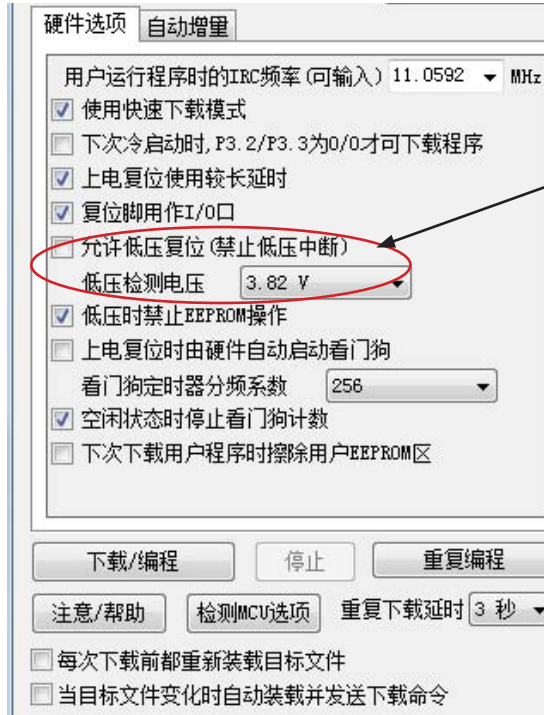 硬件选项 自动增量
用户运行程序时的IRC频率(可输入) 11.0592 MHz
使用快速下载模式
下次冷启动时,P3.2/P3.3为0/0才可下载程序
上电复位使用较长延时
复位脚用作I/O口
允许低压复位(禁止低压中断)
低压检测电压 3.82 V
低压时禁止EEPROM操作
上电复位时由硬件自动启动看门狗
看门狗定时器分频系数 256
空闲状态时停止看门狗计数
下次下载用户程序时擦除用户EEPROM区
下载/编程 停止 重复编程
注意/帮助 检测MCU选项 重复下载延时 3 秒
每次下载前都重新装载目标文件
当目标文件变化时自动装载并发送下载命令